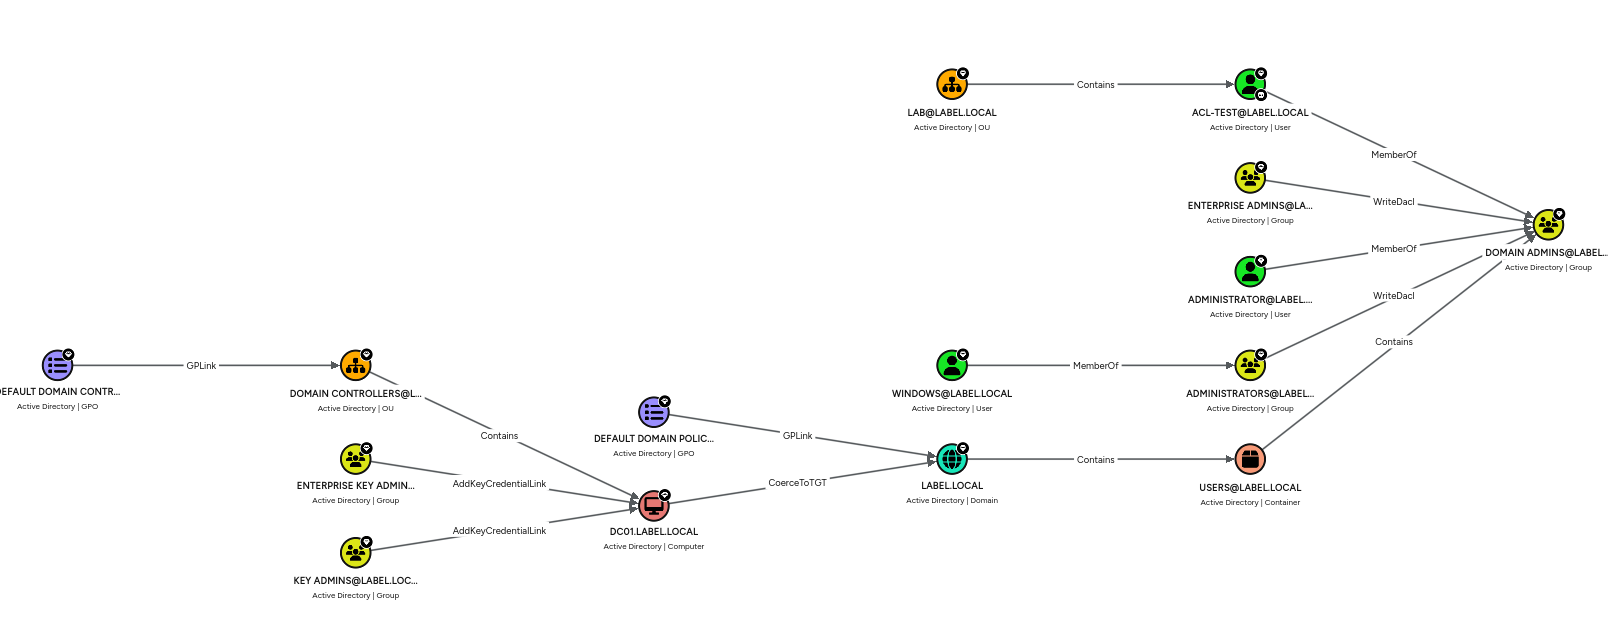 Contains
LAB@LABEL.LOCAL
Active Directory | OU
ACL-TEST@LABEL.LOCAL
Active Directory | User
MemberOf
ENTERPRISE ADMINS@LA...
Active Directory | Group
WriteDacl
MemberOf
DOMAIN ADMINS@LABEL...
Active Directory | Group
ADMINISTRATOR@LABEL....
Active Directory | User
WriteDacl
Contains
GPLink
EFAULT DOMAIN CONTR...
Active Directory | GPO
DOMAIN CONTROLLERS@L...
Active Directory | OU
MemberOf
WINDOWS@LABEL.LOCAL
Active Directory | User
ADMINISTRATORS@LABEL...
Active Directory | Group
Contains
DEFAULT DOMAIN POLIC...
Active Directory | GPO
GPLink
ENTERPRISE KEY ADMIN...
Active Directory | Group
AddKeyCredentialLink
CoerceToTGT
LABEL.LOCAL
Active Directory | Domain
Contains
USERS@LABEL.LOCAL
Active Directory | Container
AddKeyCredentialLink
DC01.LABEL.LOCAL
Active Directory | Computer
KEY ADMINS@LABEL.LOC...
Active Directory | Group